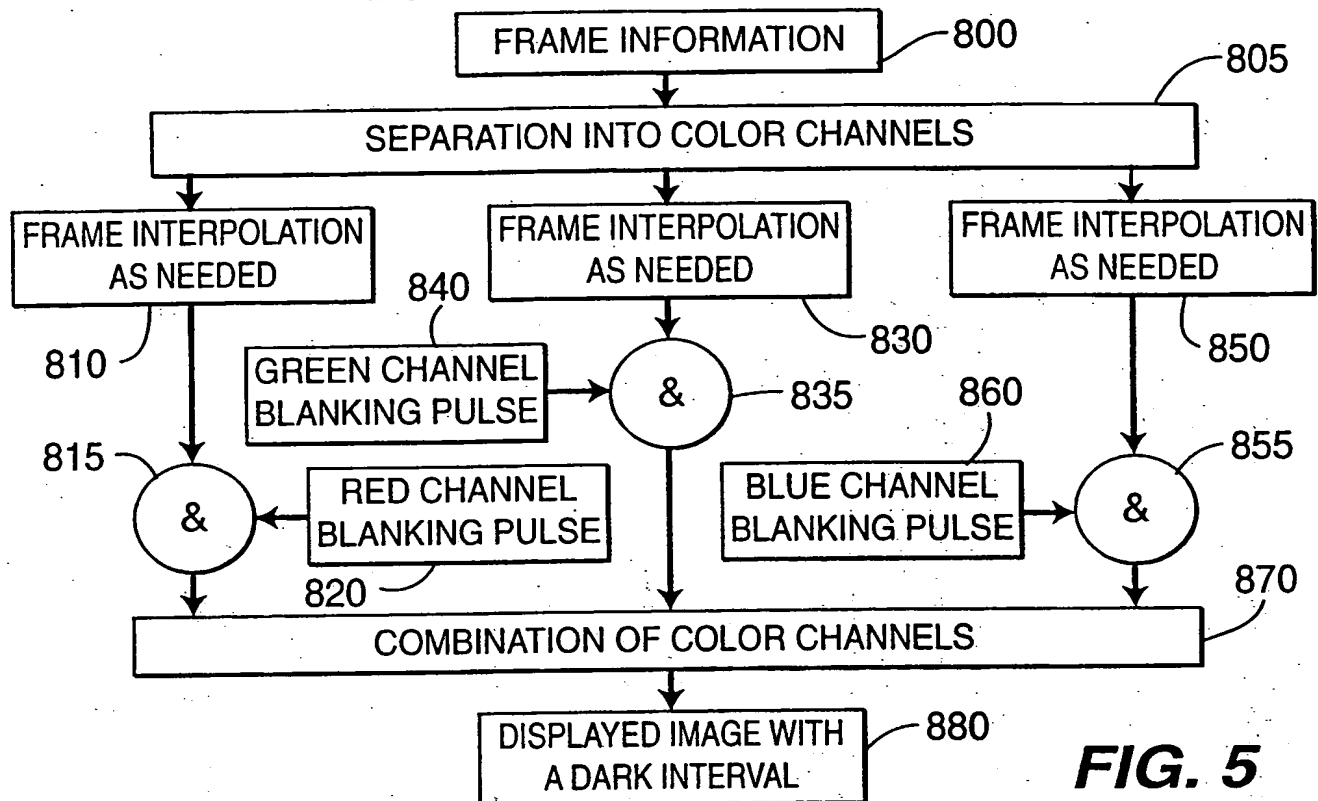 FRAME INFORMATION
800
805
SEPARATION INTO COLOR CHANNELS
FRAME INTERPOLATION
AS NEEDED
810
FRAME INTERPOLATION
AS NEEDED
830
FRAME INTERPOLATION
AS NEEDED
850
840
GREEN CHANNEL
BLANKING PULSE
&
835
815
&
RED CHANNEL
BLANKING PULSE
820
860
BLUE CHANNEL
BLANKING PULSE
&
855
870
COMBINATION OF COLOR CHANNELS
DISPLAYED IMAGE WITH
A DARK INTERVAL
880
FIG. 5